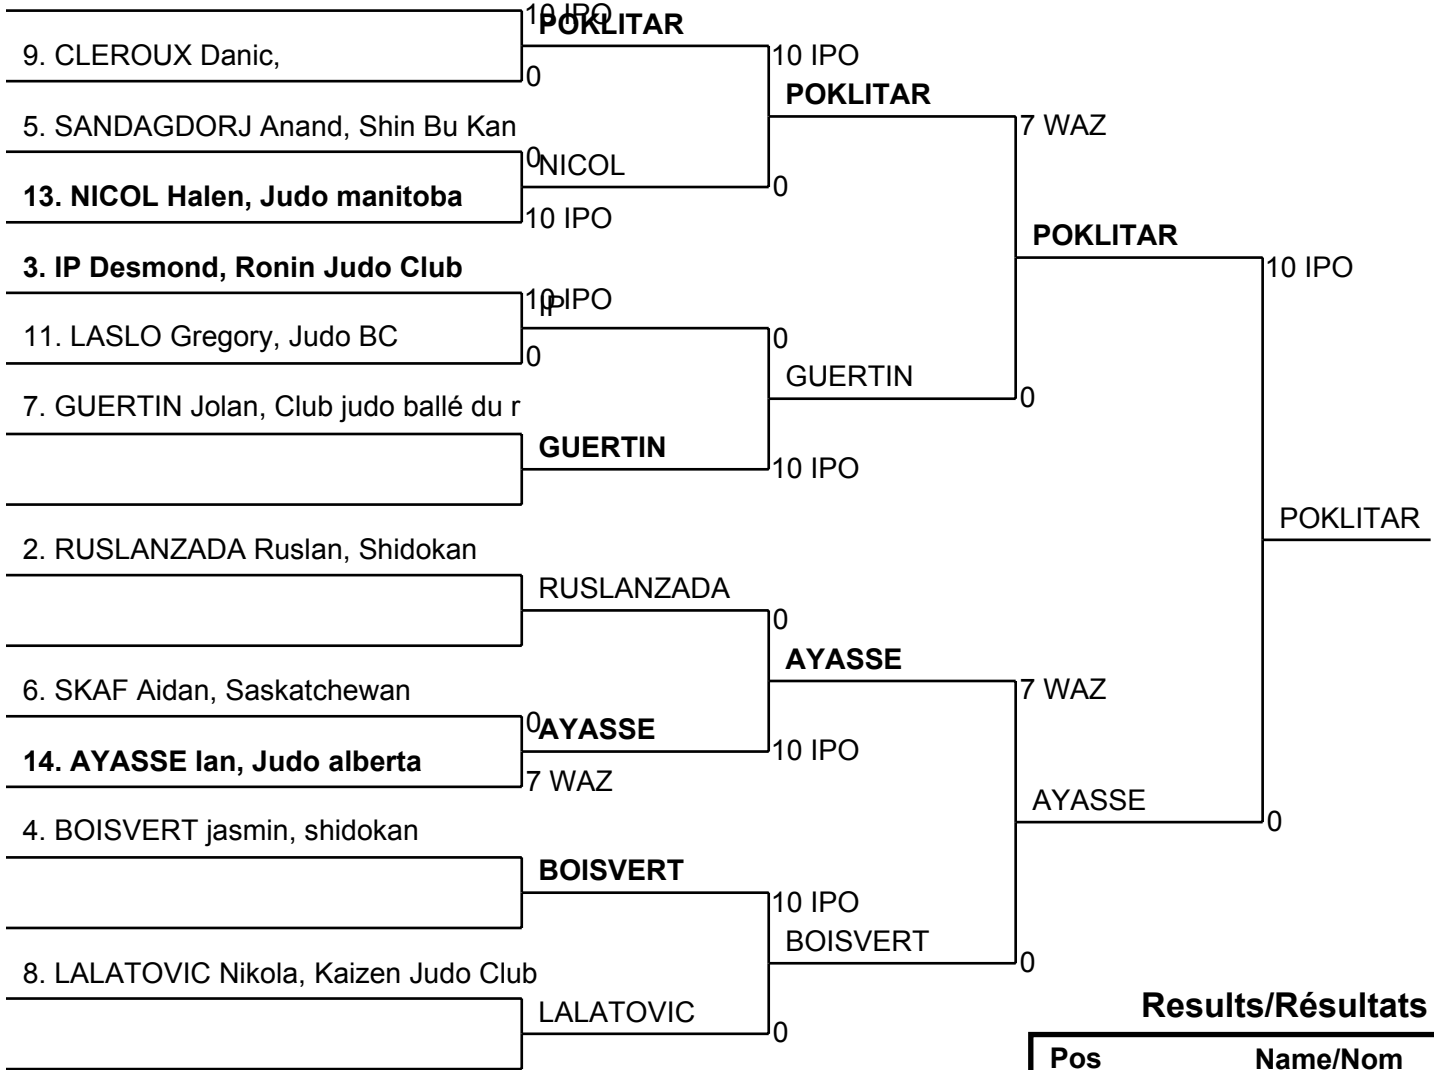 10 IPO
POKLITAR
9. CLEROUX Danic,
0
10 IPO
POKLITAR
5. SANDAGDORJ Anand, Shin Bu Kan
7 WAZ
0
NICOL
0
13. NICOL Halen, Judo manitoba
10 IPO
POKLITAR
3. IP Desmond, Ronin Judo Club
10 IPO
10 IPO
IP
11. LASLO Gregory, Judo BC
0
0
GUERTIN
7. GUERTIN Jolan, Club judo ballé du r
0
GUERTIN
10 IPO
POKLITAR
2. RUSLANZADA Ruslan, Shidokan
RUSLANZADA
0
AYASSE
6. SKAF Aidan, Saskatchewan
7 WAZ
0
AYASSE
10 IPO
14. AYASSE Ian, Judo alberta
7 WAZ
AYASSE
0
4. BOISVERT jasmin, shidokan
BOISVERT
10 IPO
BOISVERT
0
8. LALATOVIC Nikola, Kaizen Judo Club
LALATOVIC
0
Results/Résultats
Pos Name/Nom